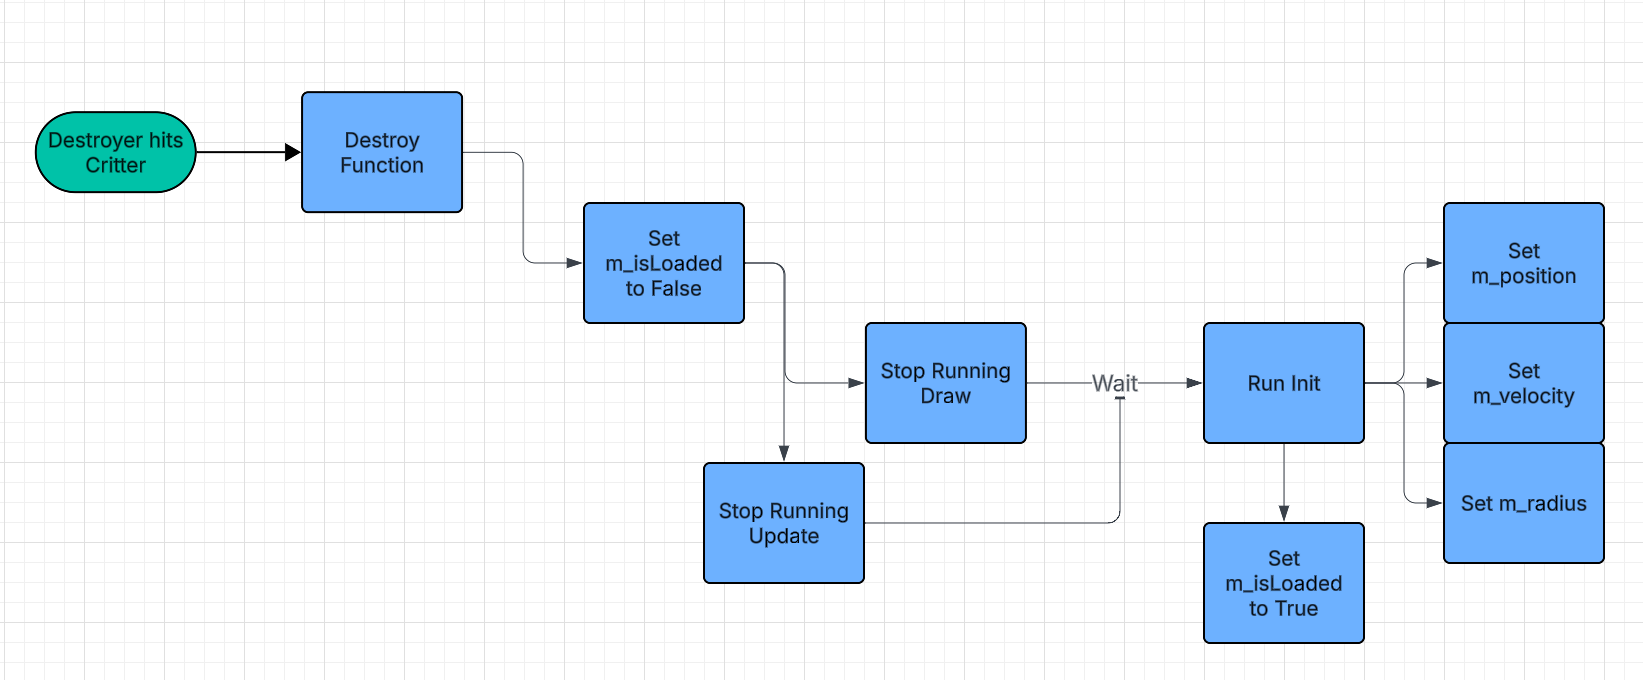 Destroyer hits
Critter
Destroy
Function
Set
m_isLoaded
to False
Stop Running
Draw
Stop Running
Update
Wait
Run Init
Set
m_isLoaded
to True
Set
m_position
Set
m_velocity
Set m_radius